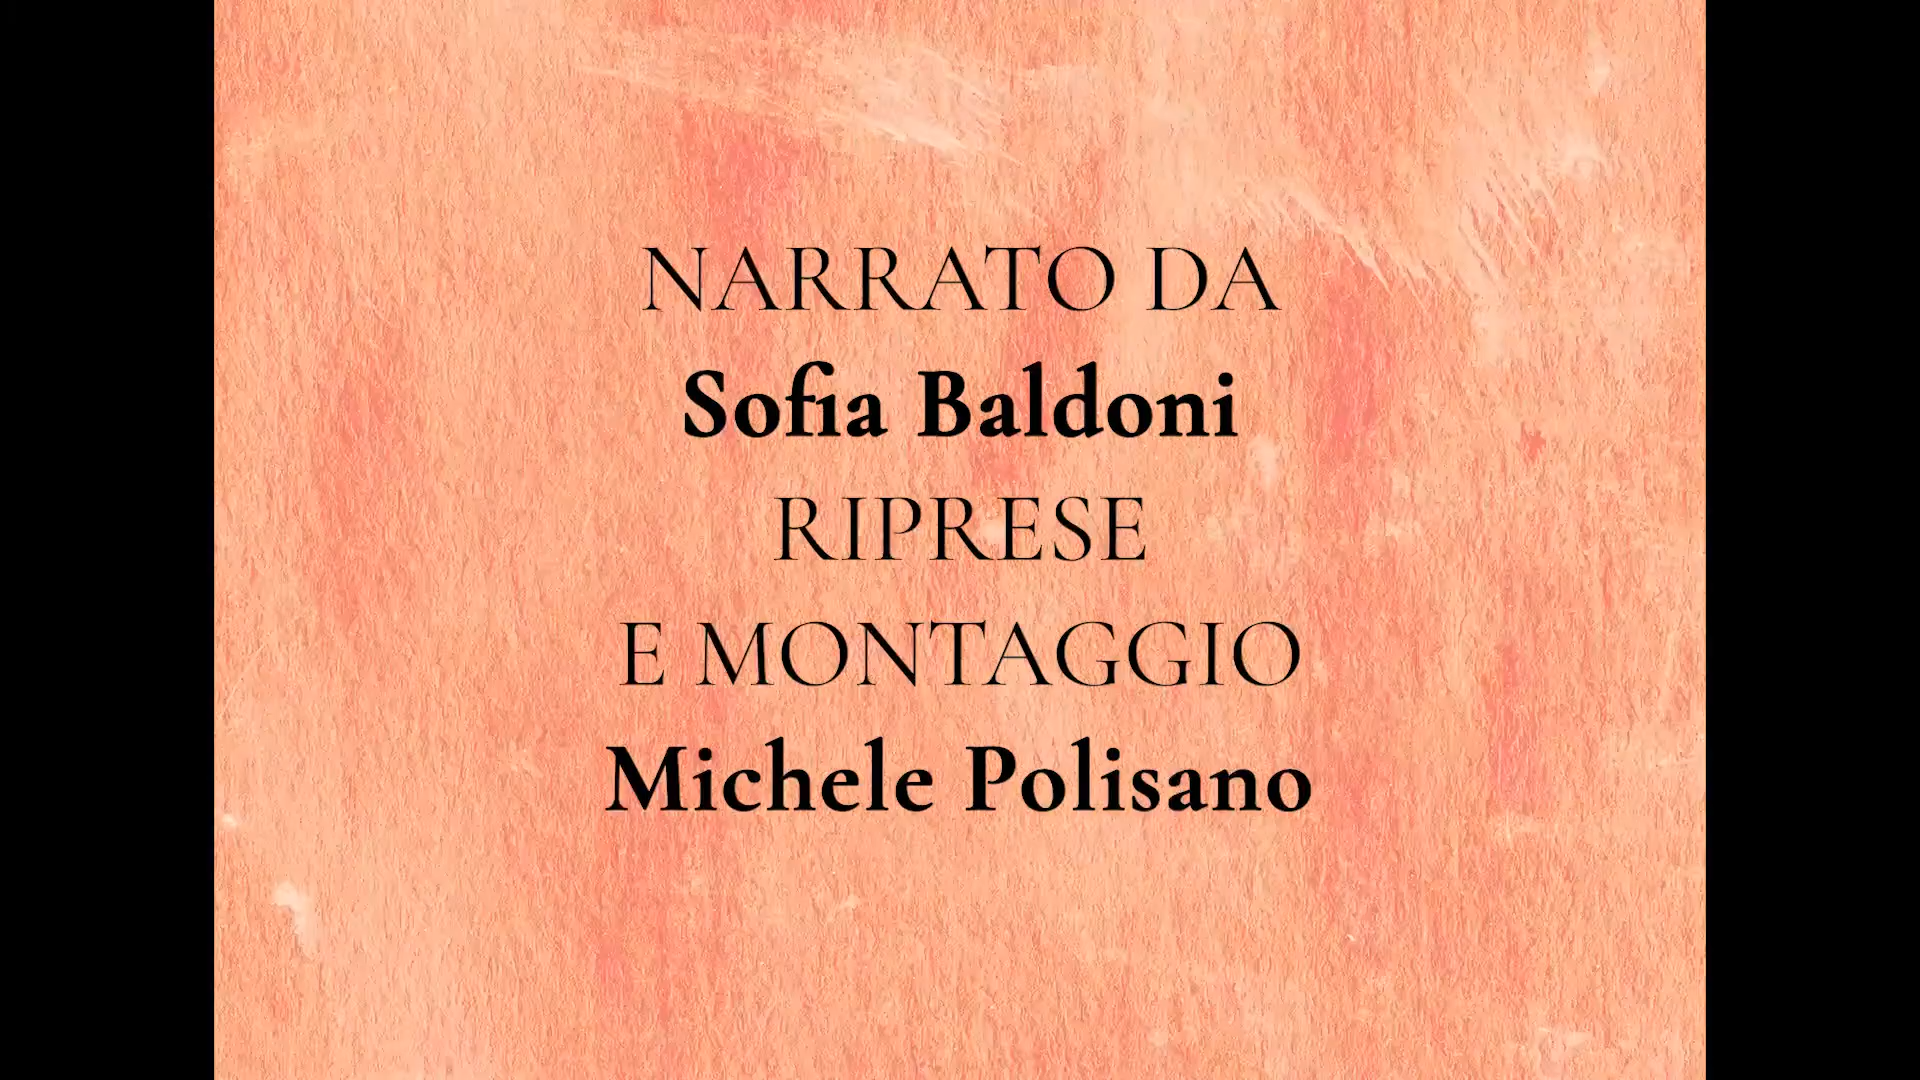 NARRATO DA
Sofia Baldoni
RIPRESE
E MONTAGGIO
Michele Polisano